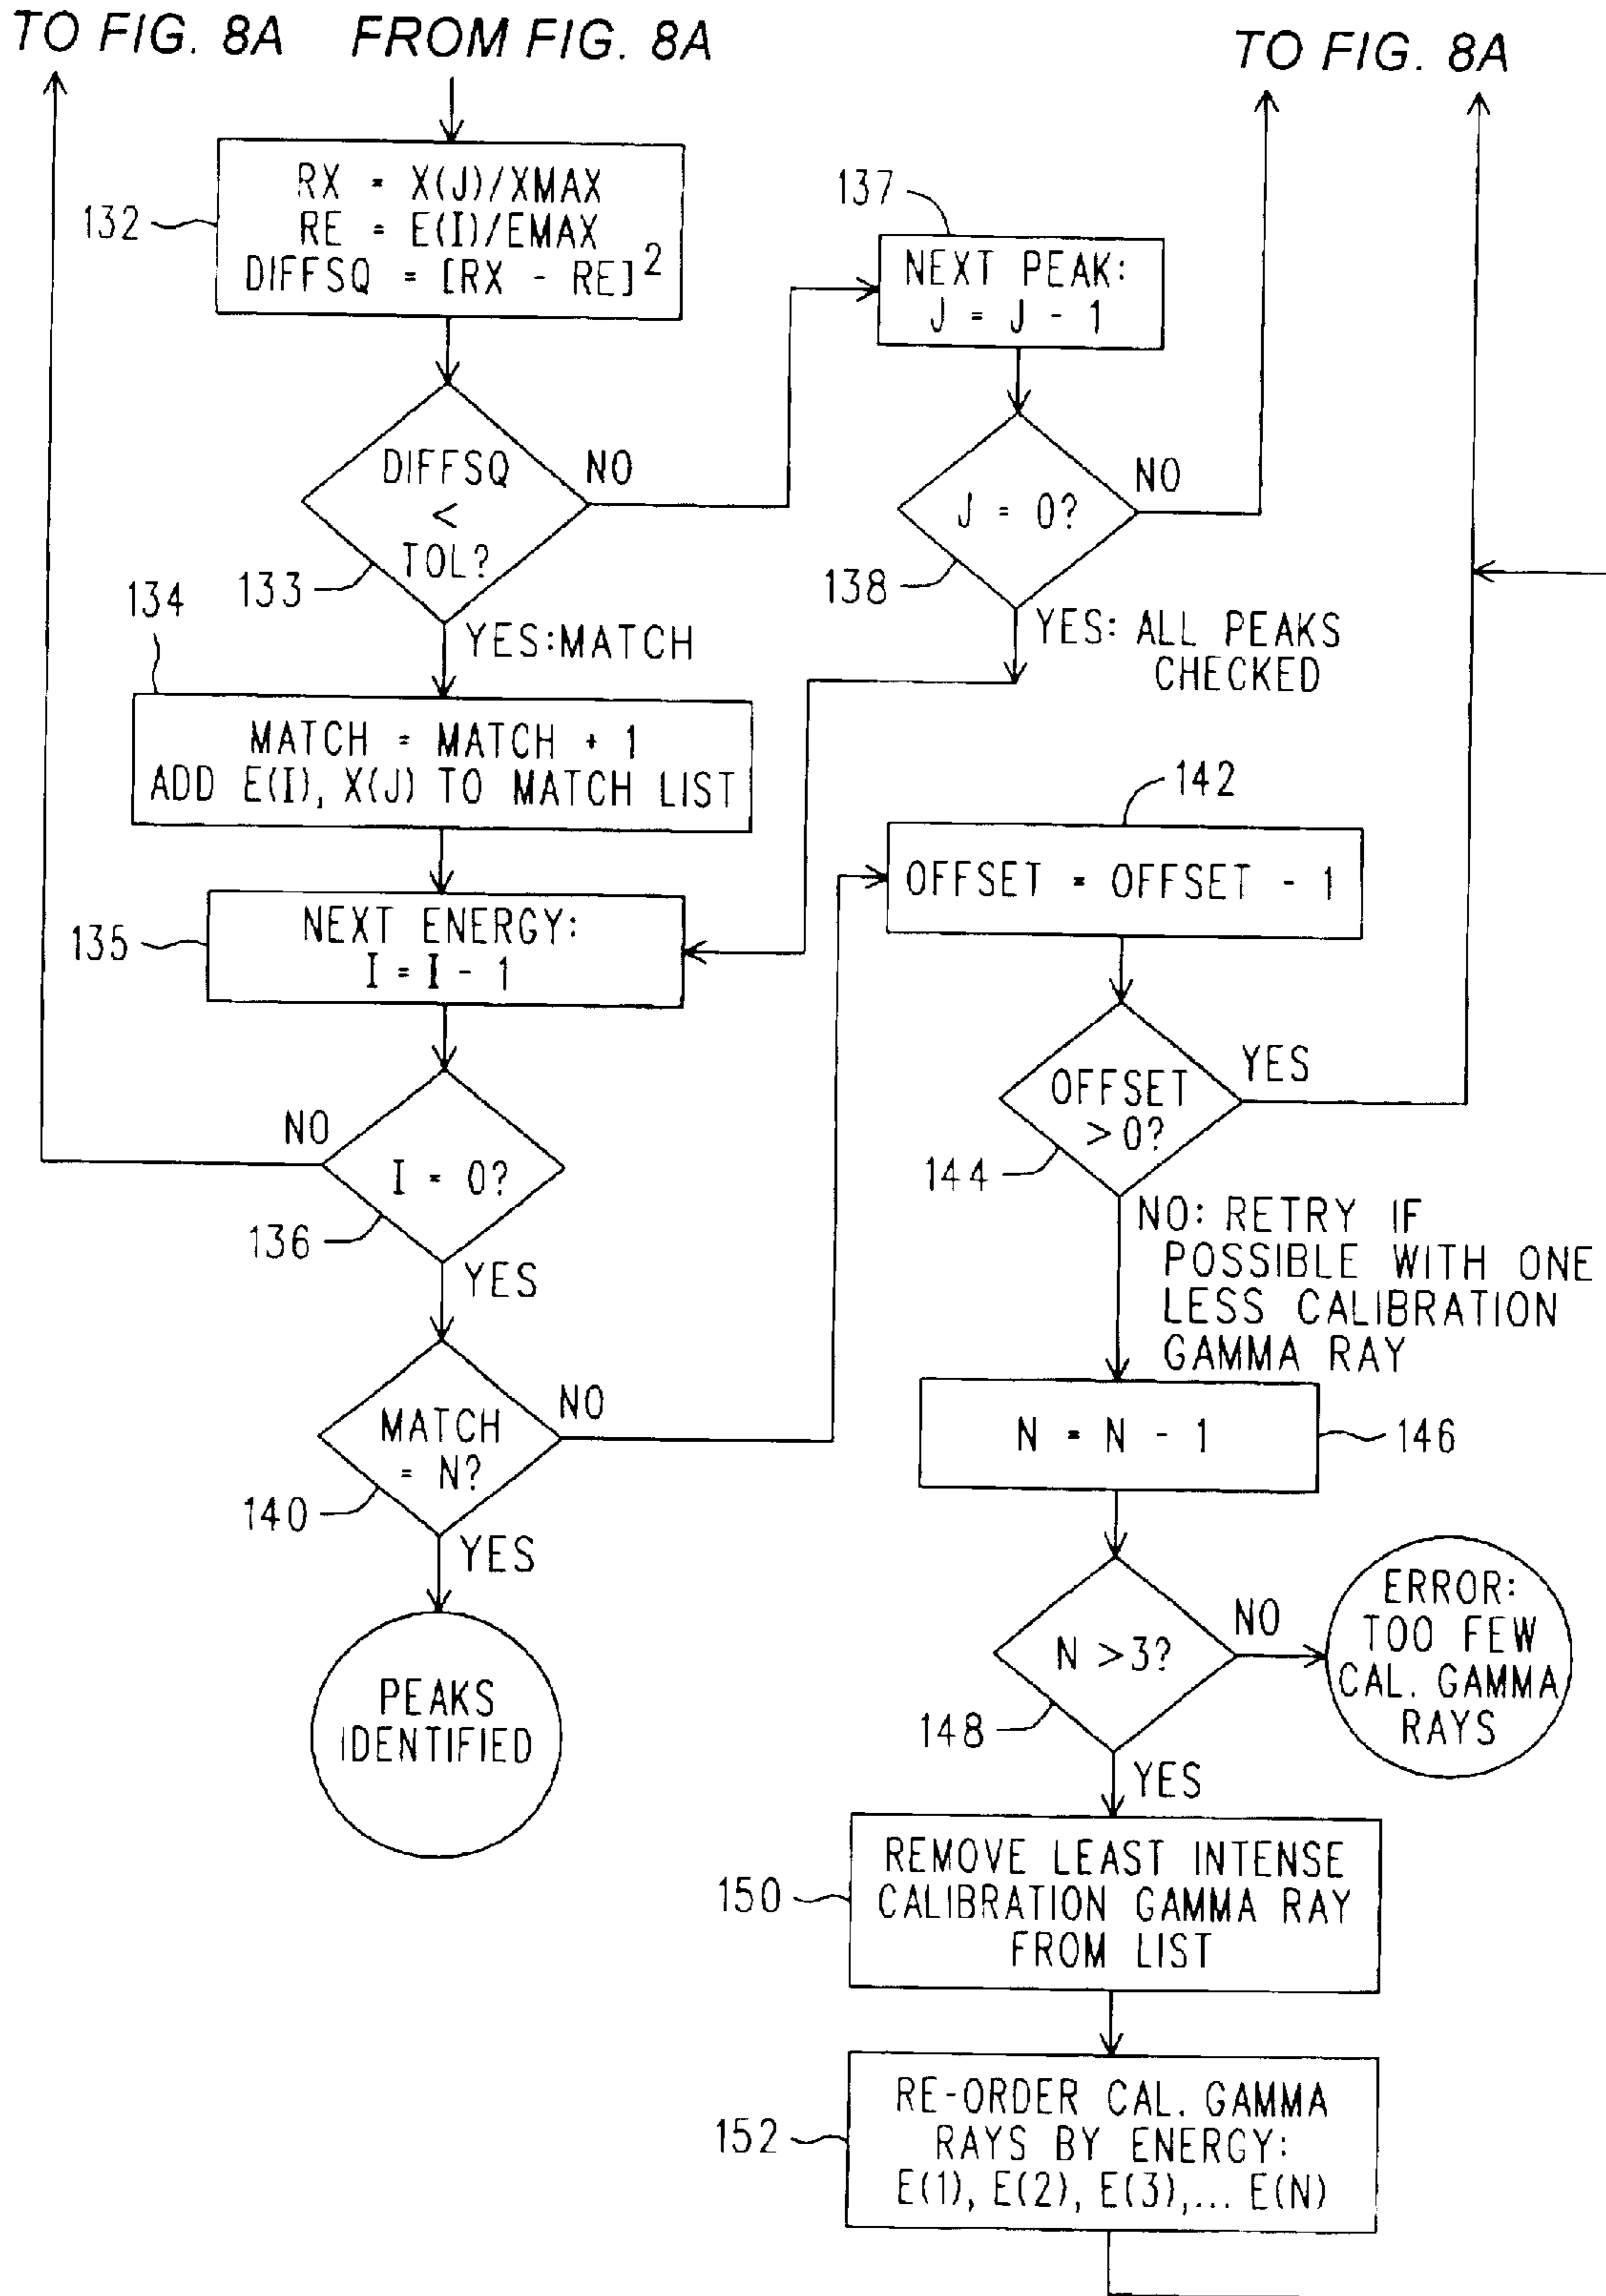 TO FIG. 8A
FROM FIG. 8A
TO FIG. 8A
RX = X(J)/XMAX
RE = E(I)/EMAX
DIFFSQ = [RX - RE]²
132
137
NEXT PEAK:
J = J - 1
DIFFSQ
<
TOL?
NO
133
J = 0?
NO
138
YES: ALL PEAKS
CHECKED
134
YES:MATCH
MATCH = MATCH + 1
ADD E(I), X(J) TO MATCH LIST
142
OFFSET = OFFSET - 1
135
NEXT ENERGY:
I = I - 1
OFFSET
>0?
YES
144
NO: RETRY IF
POSSIBLE WITH ONE
LESS CALIBRATION
GAMMA RAY
NO
I = 0?
136
YES
MATCH
= N?
NO
140
YES
PEAKS
IDENTIFIED
N = N - 1
146
N >3?
NO
148
YES
ERROR:
TOO FEW
CAL. GAMMA
RAYS
150
REMOVE LEAST INTENSE
CALIBRATION GAMMA RAY
FROM LIST
152
RE-ORDER CAL. GAMMA
RAYS BY ENERGY:
E(1), E(2), E(3),... E(N)